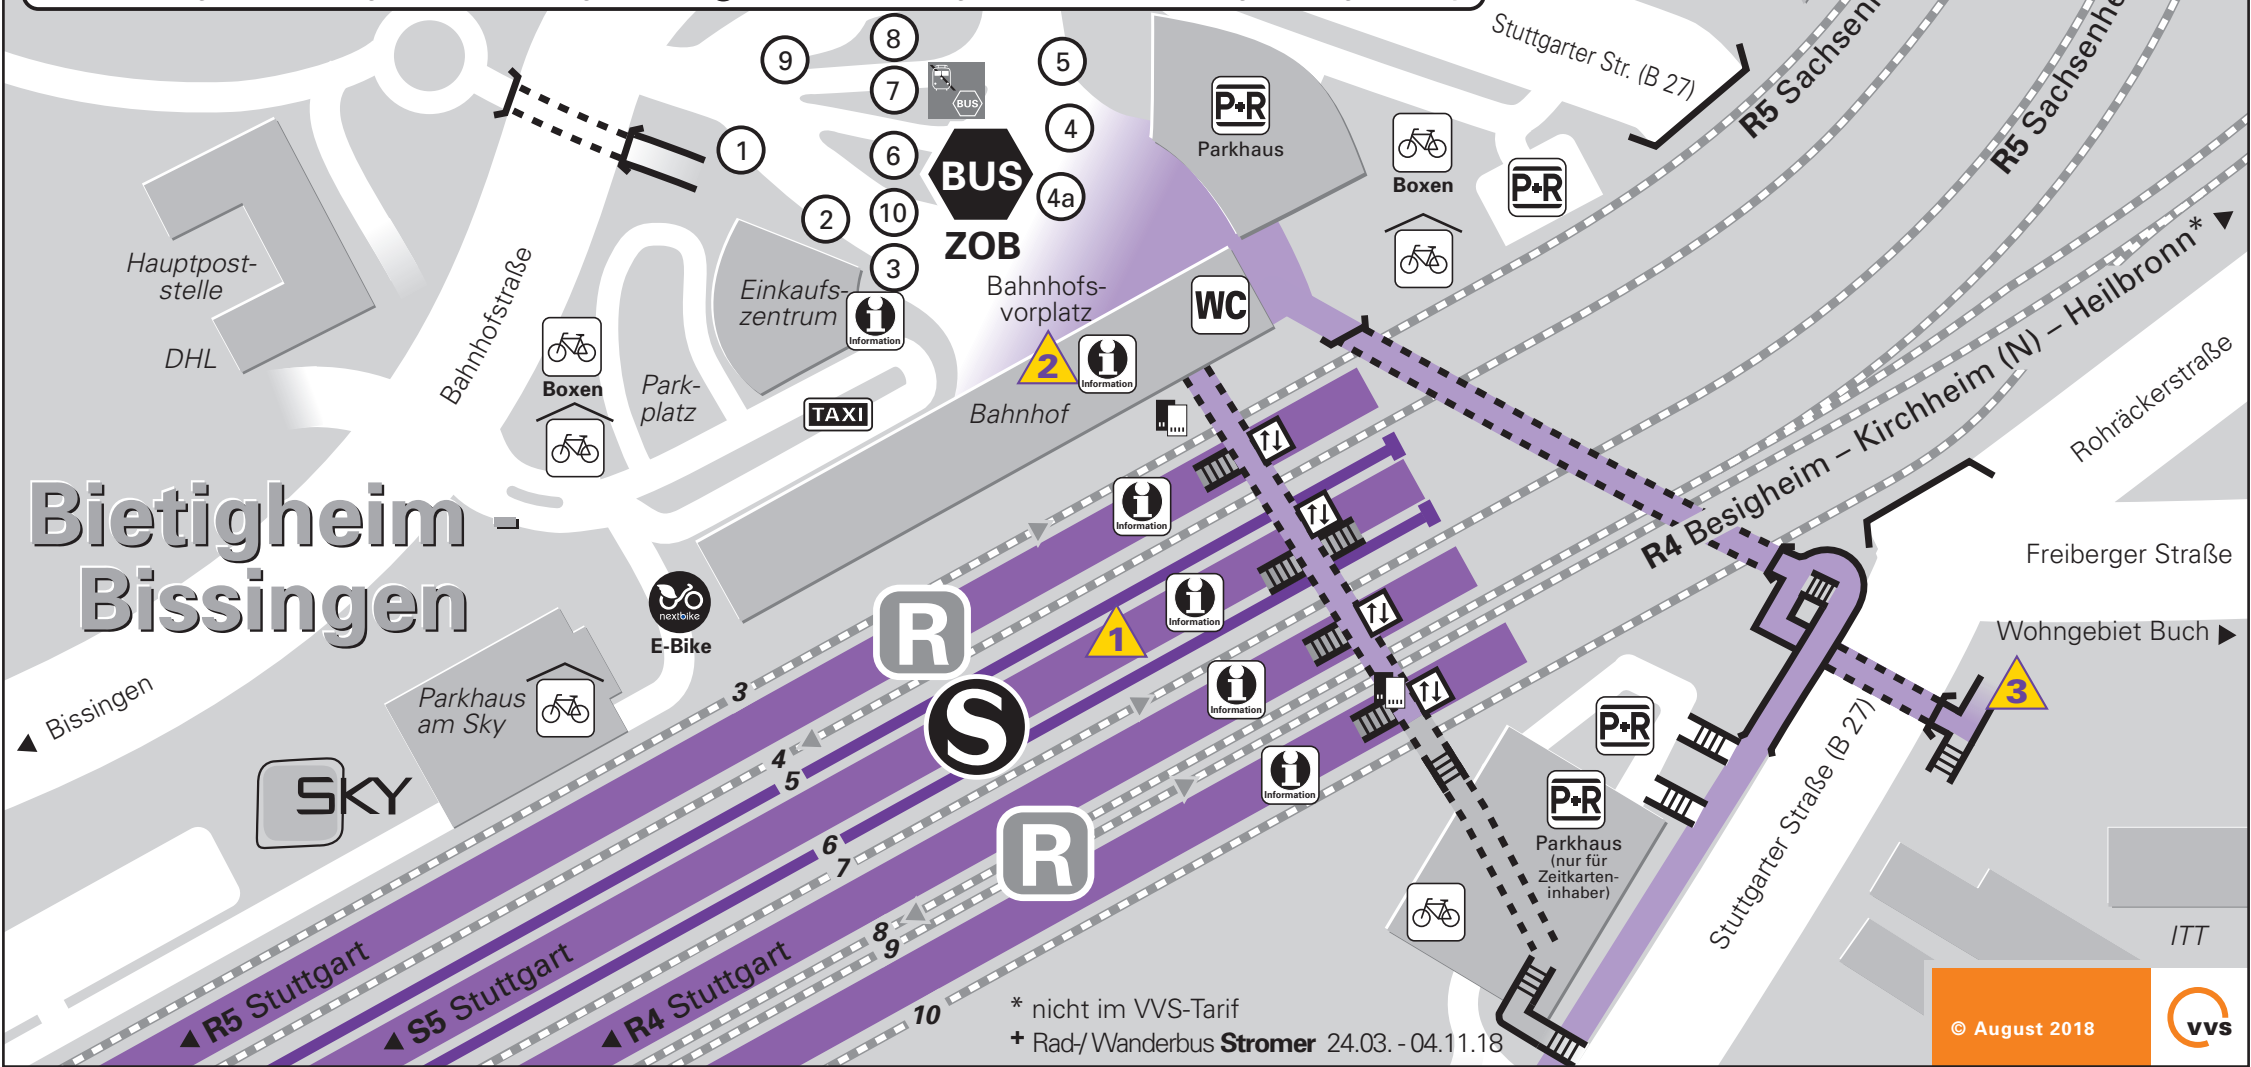 Stuttgarter Str. (B 27)
R5 Sachsenh
R5 Sachsenhe
9
8
7
BUS
5
4
4a
1
6
2
10
3
BUS
ZOB
P+R
Parkhaus
Boxen
P+R
Hauptpost-
stelle
DHL
Bahnhofstraße
Einkaufs-
zentrum
Information
Bahnhofs-
vorplatz
WC
2
Information
Boxen
Park-
platz
TAXI
Bahnhof
R4 Besigheim – Kirchheim (N) – Heilbronn*
Rohräckerstraße
Bietigheim -
Bissingen
Freiberger Straße
Wohngebiet Buch
3
nextbike
E-Bike
Information
Information
Information
Information
R
1
S
R
Bissingen
Parkhaus
am Sky
SKY
3
4
5
6
7
8
9
10
P+R
P+R
Parkhaus
(nur für
Zeitkarten-
inhaber)
Stuttgarter Straße (B 27)
ITT
R5 Stuttgart
S5 Stuttgart
R4 Stuttgart
* nicht im VVS-Tarif
+ Rad-/ Wanderbus Stromer 24.03. - 04.11.18
© August 2018
vvs